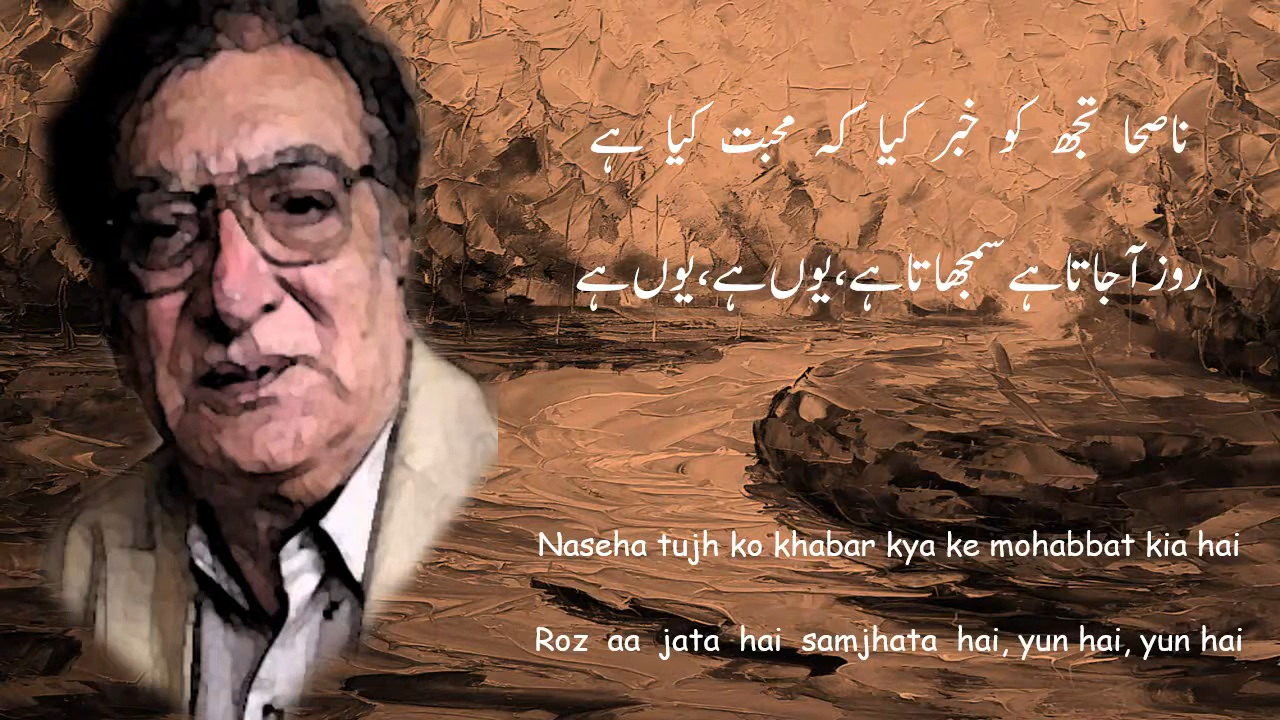 ناصحا تجھ کو خبر کیا کہ محبت کیا ہے
روز آجاتا ہے سمجھاتا ہے، یوں ہے، یوں ہے
Naseha tujh ko khabar kya ke mohabbat kia hai
Roz aa jata hai samjhata hai, yun hai, yun hai